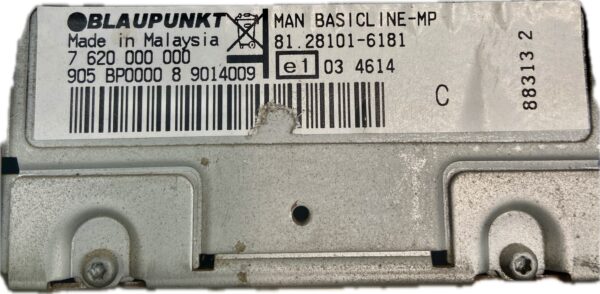 BLAUPUNKT
Made in Malaysia
7 620 000 000
905 BP0000 8 9014009
MAN BASICLINE-MP
81.28101-6181
e1 03 4614
C
88313 2